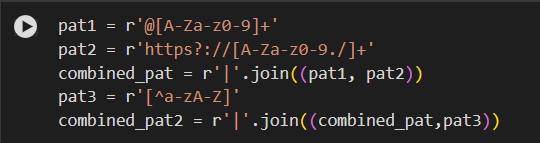 pat1 = r'@[A-Za-z0-9]+'
pat2 = r'https?://[A-Za-z0-9./]+'
combined_pat = r'|'.join((pat1, pat2))
pat3 = r'[^a-zA-Z]'
combined_pat2 = r'|'.join((combined_pat,pat3))